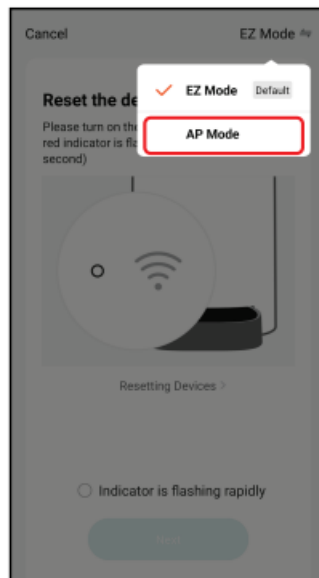 Cancel
EZ Mode
EZ Mode Default
AP Mode
Reset the de
Please turn on the
red indicator is fla
second)
Resetting Devices >
Indicator is flashing rapidly
Next